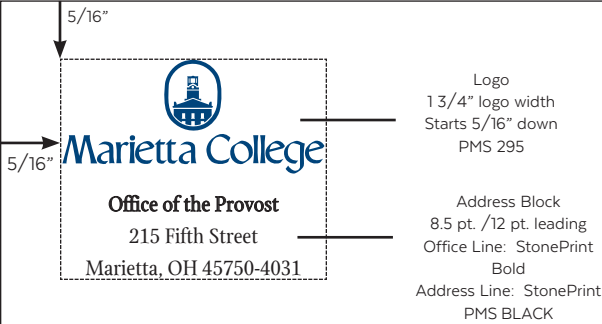 5/16”
5/16”
Marietta College
Office of the Provost
215 Fifth Street
Marietta, OH 45750-4031
Logo
1 3/4” logo width
Starts 5/16” down
PMS 295
Address Block
8.5 pt. /12 pt. leading
Office Line:  StonePrint
Bold
Address Line:  StonePrint
PMS BLACK